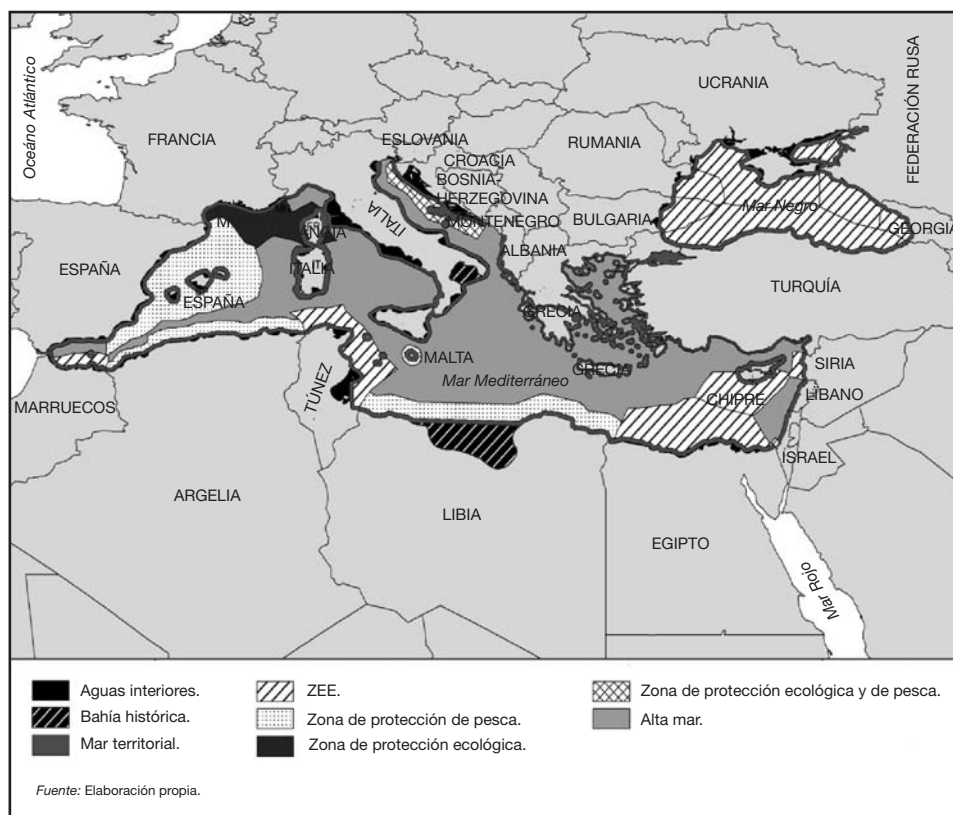 Océano Atlántico
FRANCIA
ESLOVANIA
CROACIA
BOSNIA
HERZEGOVINA
MONTENEGRO
UCRANIA
RUMANIA
FEDERACIÓN RUSA
Mar Negro
BULGARIA
GEORGIA
ALBANIA
ITALIA
ESPAÑA
ESPAÑA
ITALIA
TURQUÍA
GRECIA
GRECIA
MALTA
Mar Mediterráneo
CHIPRE
SIRIA
LÍBANO
ISRAEL
MARRUECOS
TÚNEZ
ARGELIA
LIBIA
EGIPTO
Mar Rojo
Aguas interiores.
Bahía histórica.
Mar territorial.
ZEE.
Zona de protección de pesca.
Zona de protección ecológica.
Zona de protección ecológica y de pesca.
Alta mar.
Fuente: Elaboración propia.